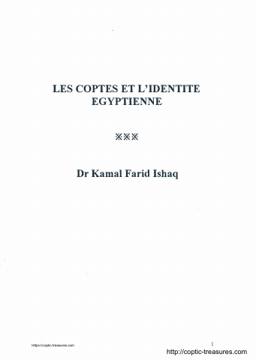 LES COPTES ET L'IDENTITE
EGYPTIENNE
※※※
Dr Kamal Farid Ishaq
https://coptic-treasures.com
1
http://coptic-treasures.com